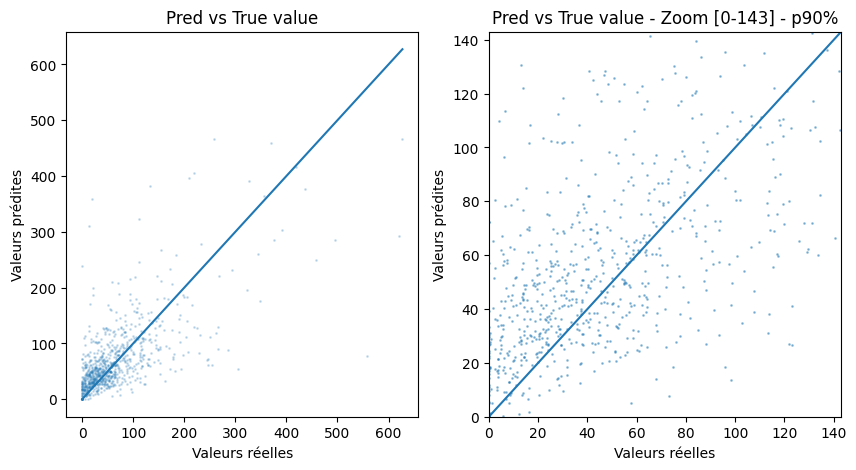 Pred vs True value
Pred vs True value - Zoom [0-143] - p90%
Valeurs prédites
600
500
400
300
200
100
0
0 100 200 300 400 500 600
Valeurs réelles
Valeurs prédites
140
120
100
80
60
40
20
0
0 20 40 60 80 100 120 140
Valeurs réelles